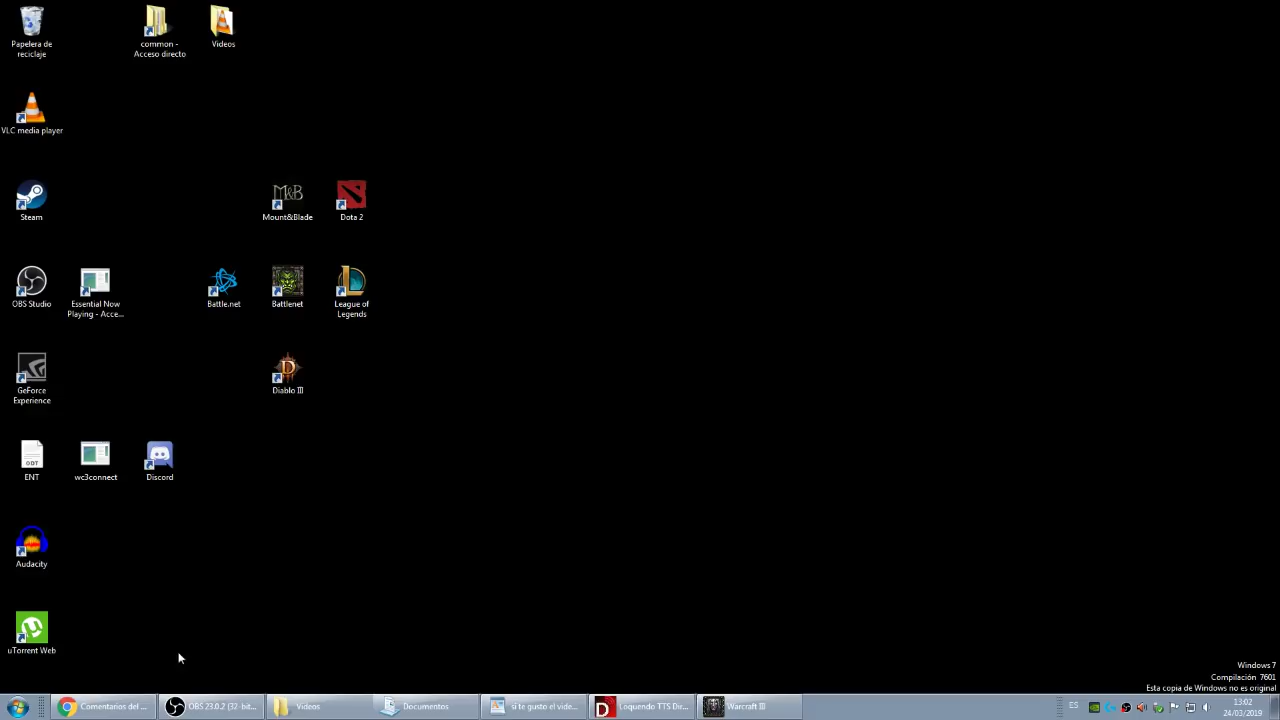 Papelera de
reciclaje
common -
Acceso directo
Videos
VLC media player
Steam
Mount&Blade
Dota 2
OBS Studio
Essential Now
Playing - Acce...
Battle.net
Battlenet
League of
Legends
GeForce
Experience
Diablo III
ODT
ENT
wc3connect
Discord
Audacity
uTorrent Web
Windows 7
Compilación 7601
Esta copia de Windows no es original
Comentarios del ...
OBS 23.0.2 (32-bit...
Videos
Documentos
si te gusto el vide...
Loquendo TTS Dir...
Warcraft III
ES
13:02
24/03/2019